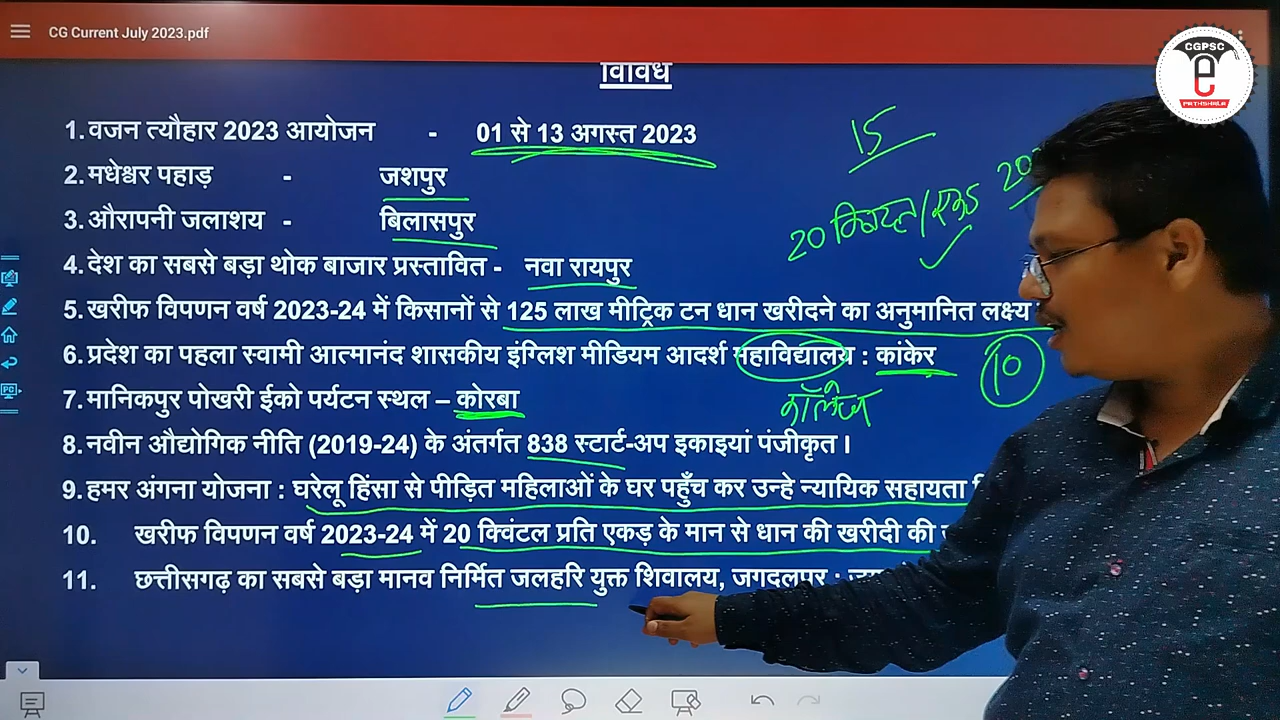 CG Current July 2023.pdf
CGPSC
e
PATHSHALA
विविध
1. वजन त्यौहार 2023 आयोजन - 01 से 13 अगस्त 2023
15
2. मधेश्वर पहाड़ - जशपुर
3. औरापनी जलाशय - बिलासपुर
20 क्विंटल/एकड़
4. देश का सबसे बड़ा थोक बाजार प्रस्तावित - नवा रायपुर
5. खरीफ विपणन वर्ष 2023-24 में किसानों से 125 लाख मीट्रिक टन धान खरीदने का अनुमानित लक्ष्य
6. प्रदेश का पहला स्वामी आत्मानंद शासकीय इंग्लिश मीडियम आदर्श महाविद्यालय : कांकेर
10
कॉलेज
7. मानिकपुर पोखरी ईको पर्यटन स्थल – कोरबा
8. नवीन औद्योगिक नीति (2019-24) के अंतर्गत 838 स्टार्ट-अप इकाइयां पंजीकृत ।
9. हमर अंगना योजना : घरेलू हिंसा से पीड़ित महिलाओं के घर पहुँच कर उन्हे न्यायिक सहायता
10. खरीफ विपणन वर्ष 2023-24 में 20 क्विंटल प्रति एकड़ के मान से धान की खरीदी की
11. छत्तीसगढ़ का सबसे बड़ा मानव निर्मित जलहरि युक्त शिवालय, जगदलपुर :
PC